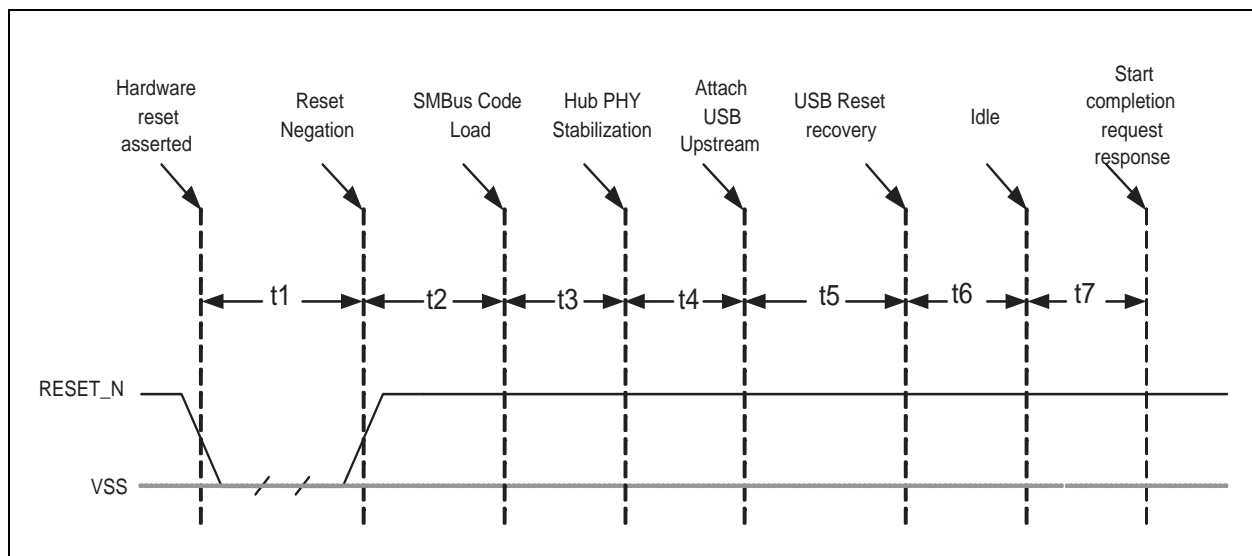 Hardware
reset
asserted
Reset
Negation
SMBus Code
Load
Hub PHY
Stabilization
Attach
USB
Upstream
USB Reset
recovery
Idle
Start
completion
request
response
t1
t2
t3
t4
t5
t6
t7
RESET_N
VSS